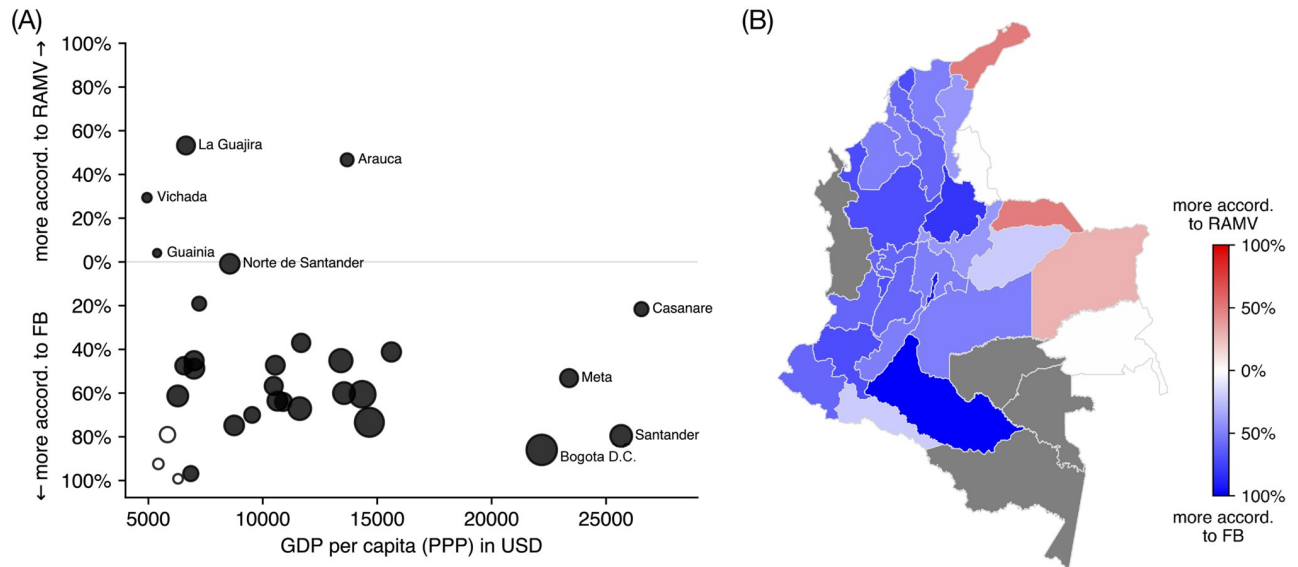 (A)
← more accord. to FB
more accord. to RAMV →
100%
80%
60%
40%
20%
0%
20%
40%
60%
80%
100%
La Guajira
Arauca
Vichada
Guainia
Norte de Santander
Casanare
Meta
Santander
Bogota D.C.
5000
10000
15000
20000
25000
GDP per capita (PPP) in USD
(B)
more accord.
to RAMV
100%
50%
0%
50%
100%
more accord.
to FB